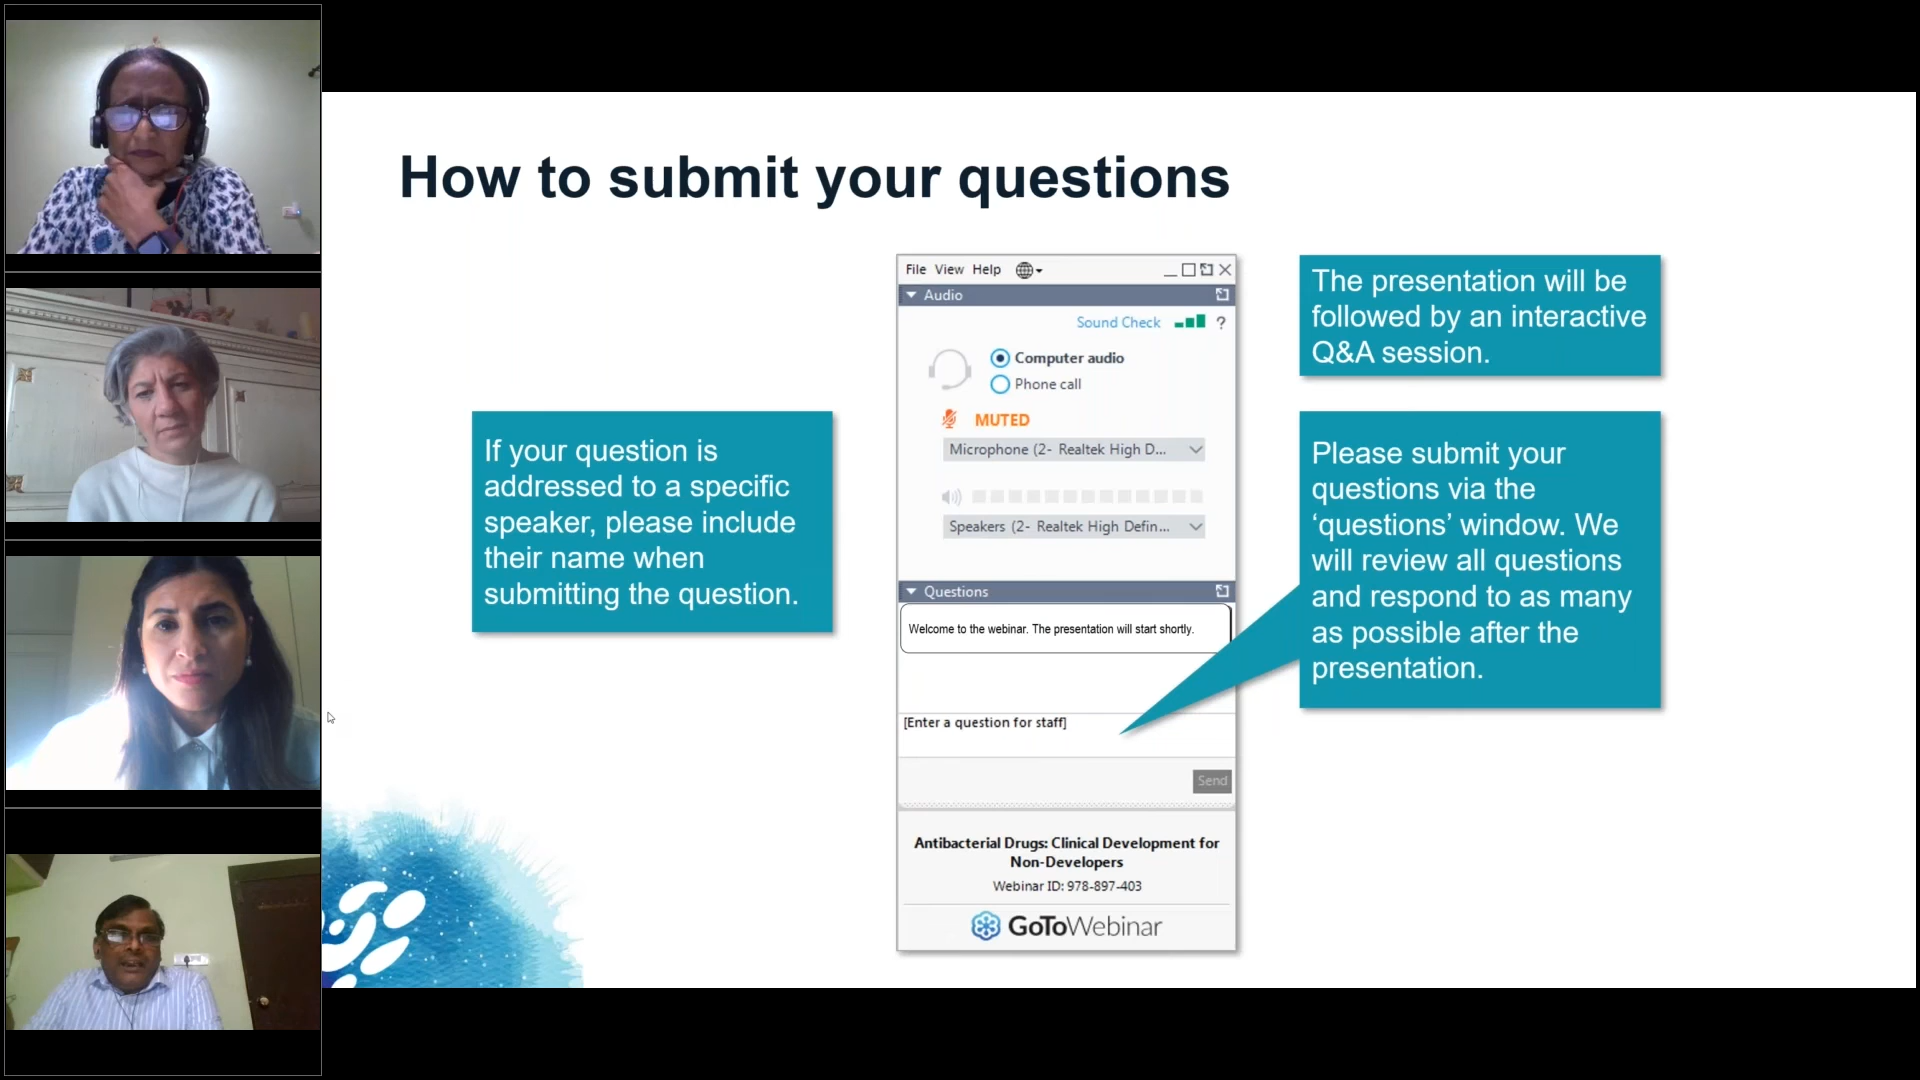 How to submit your questions
If your question is
addressed to a specific
speaker, please include
their name when
submitting the question.
File View Help
Audio
Sound Check ?
Computer audio
Phone call
MUTED
Microphone (2- Realtek High D...
Speakers (2- Realtek High Defin...
Questions
Welcome to the webinar. The presentation will start shortly.
[Enter a question for staff]
Send
Antibacterial Drugs: Clinical Development for
Non-Developers
Webinar ID: 978-897-403
GoToWebinar
The presentation will be
followed by an interactive
Q&A session.
Please submit your
questions via the
‘questions’ window. We
will review all questions
and respond to as many
as possible after the
presentation.